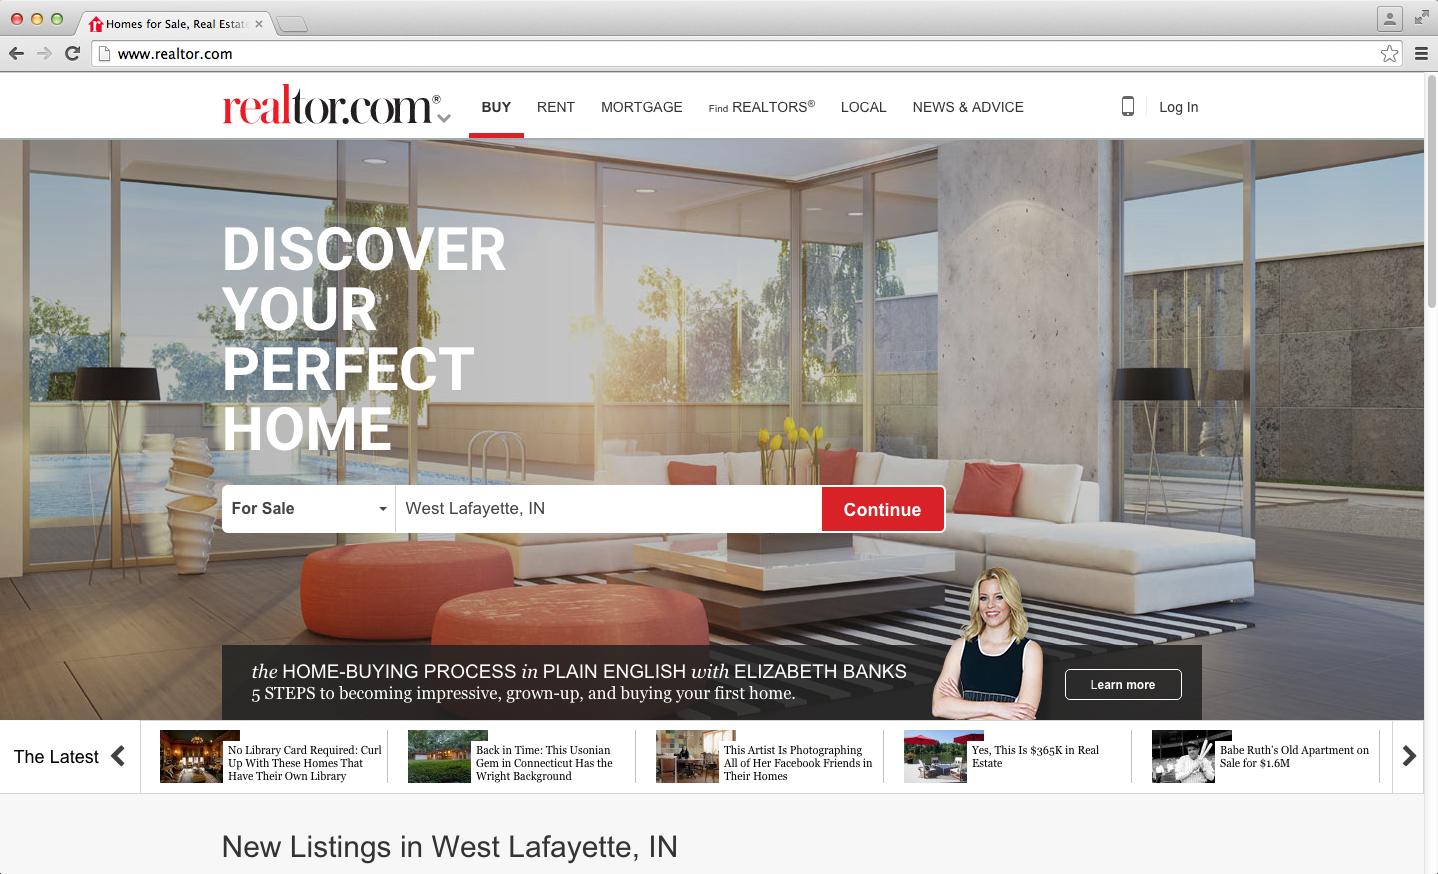 Homes for Sale, Real Estate
www.realtor.com
realtor.com®
BUY
RENT
MORTGAGE
Find REALTORS®
LOCAL
NEWS & ADVICE
Log In
DISCOVER
YOUR
PERFECT
HOME
For Sale
West Lafayette, IN
Continue
the HOME-BUYING PROCESS in PLAIN ENGLISH with ELIZABETH BANKS
5 STEPS to becoming impressive, grown-up, and buying your first home.
Learn more
The Latest
No Library Card Required: Curl
Up With These Homes That
Have Their Own Library
Back in Time: This Usonian
Gem in Connecticut Has the
Wright Background
This Artist Is Photographing
All of Her Facebook Friends in
Their Homes
Yes, This Is $365K in Real
Estate
Babe Ruth's Old Apartment on
Sale for $1.6M
New Listings in West Lafayette, IN